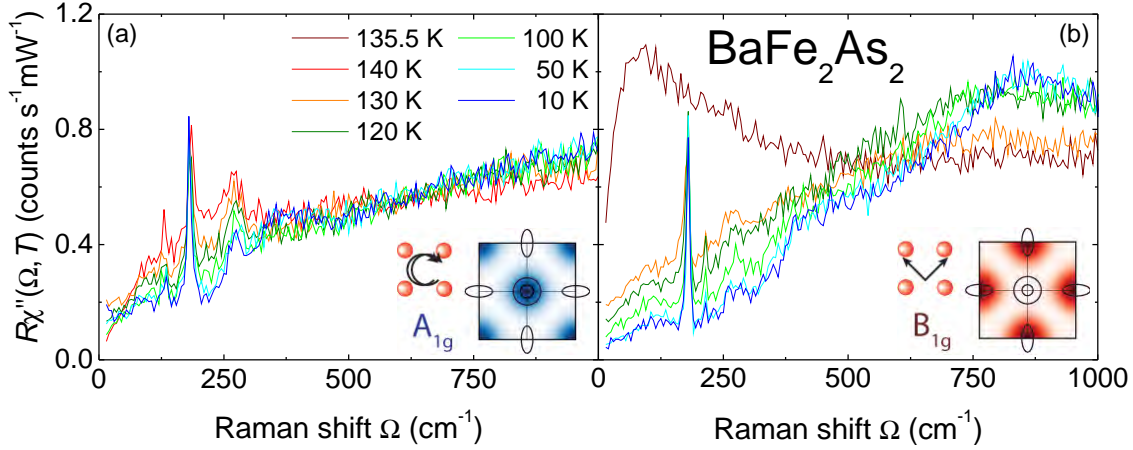 (a)
135.5 K
140 K
130 K
120 K
100 K
50 K
10 K
A1g
1.2
0.8
0.4
0.0
Rχ''(Ω, T) (counts s-1mW-1)
0
250
500
750
Raman shift Ω (cm-1)
(b)
BaFe2As2
B1g
0
250
500
750
1000
Raman shift Ω (cm-1)